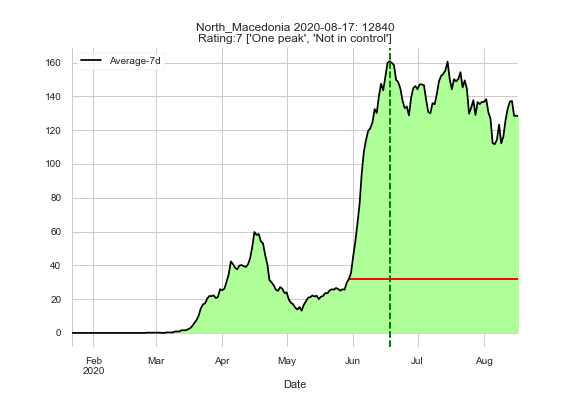 North_Macedonia 2020-08-17: 12840
Rating:7 ['One peak', 'Not in control']
Average-7d
160
140
120
100
80
60
40
20
0
Feb Mar Apr May Jun Jul Aug
2020
Date